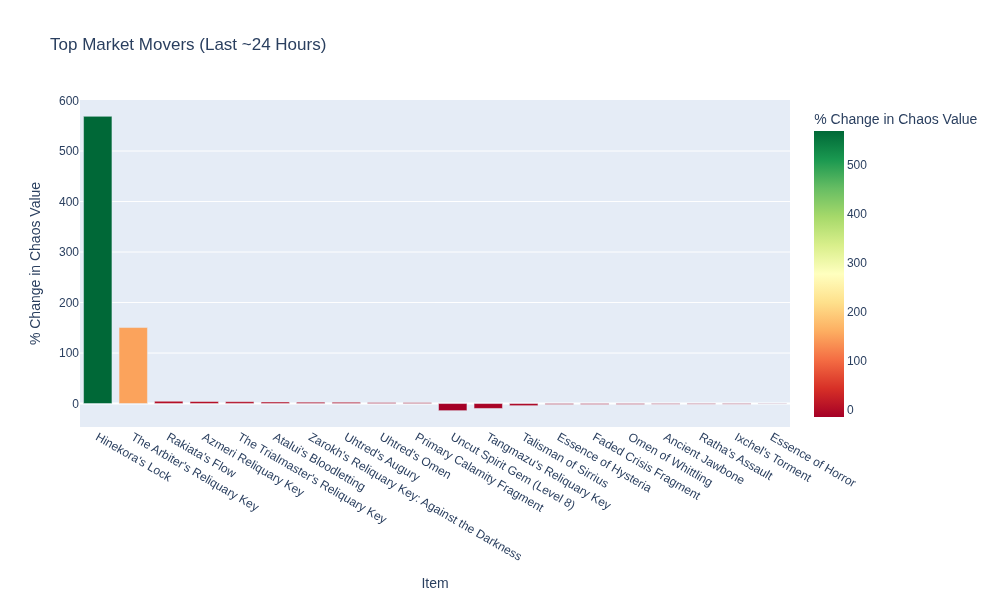 Top Market Movers (Last ~24 Hours)
% Change in Chaos Value
600
500
400
300
200
100
0
% Change in Chaos Value
500
400
300
200
100
0
Hinekora's Lock
The Arbiter's Reliquary Key
Rakiata's Flow
Azmeri Reliquary Key
The Trialmaster's Reliquary Key
Atalui's Bloodletting
Zarokh's Reliquary Key: Against the Darkness
Uhtred's Augury
Uhtred's Omen
Primary Calamity Fragment
Uncut Spirit Gem (Level 8)
Tangmazu's Reliquary Key
Talisman of Sirrius
Essence of Hysteria
Faded Crisis Fragment
Omen of Whittling
Ancient Jawbone
Ratha's Assault
Ixchel's Torment
Essence of Horror
Item